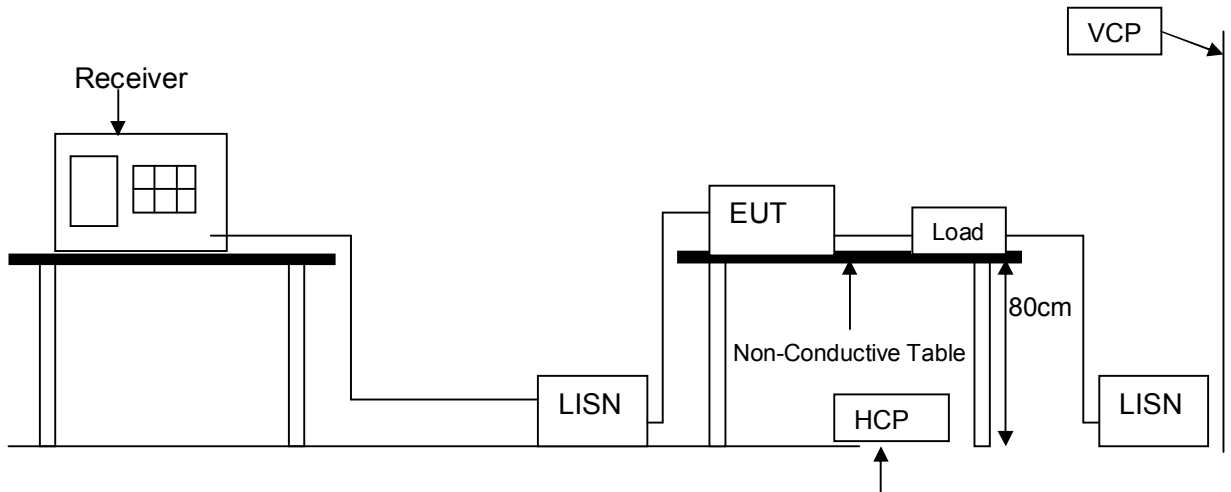 VCP
Receiver
EUT
Load
80cm
Non-Conductive Table
LISN
HCP
LISN